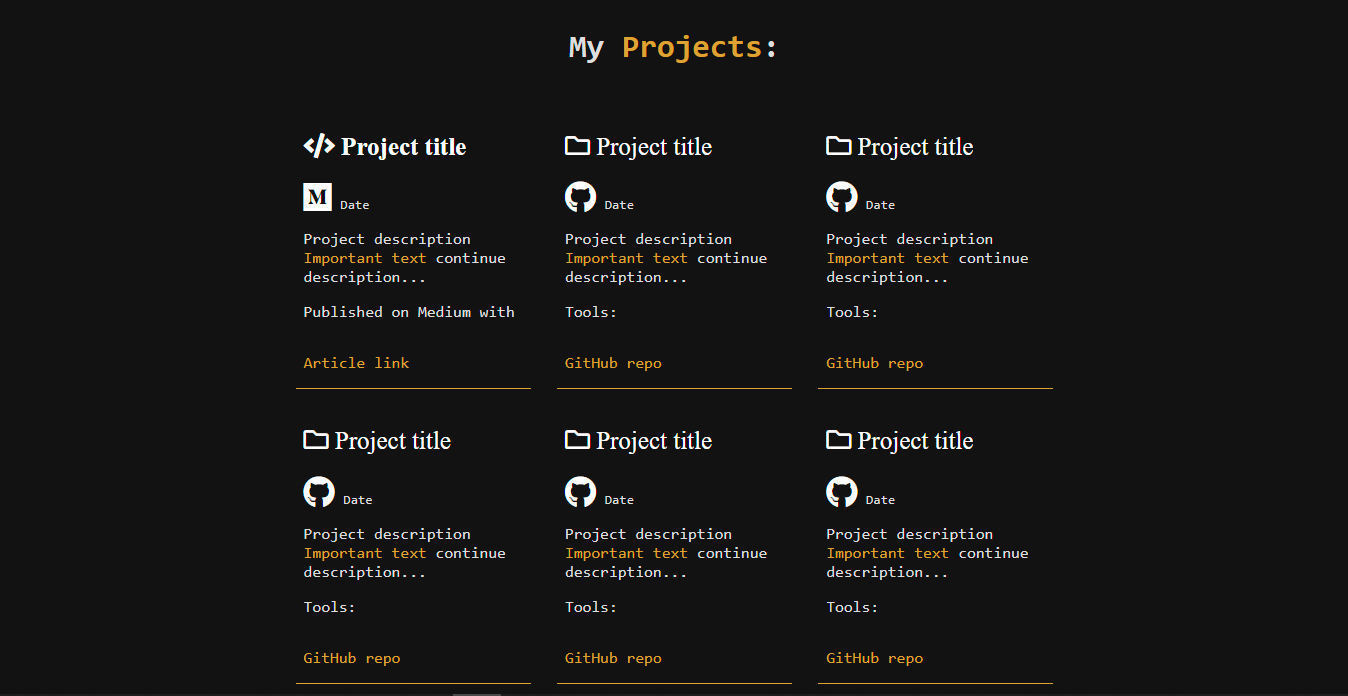 My Projects:
Project title
M Date
Project description
Important text continue
description...
Published on Medium with
Article link
Project title
Date
Project description
Important text continue
description...
Tools:
GitHub repo
Project title
Date
Project description
Important text continue
description...
Tools:
GitHub repo
Project title
Date
Project description
Important text continue
description...
Tools:
GitHub repo
Project title
Date
Project description
Important text continue
description...
Tools:
GitHub repo
Project title
Date
Project description
Important text continue
description...
Tools:
GitHub repo